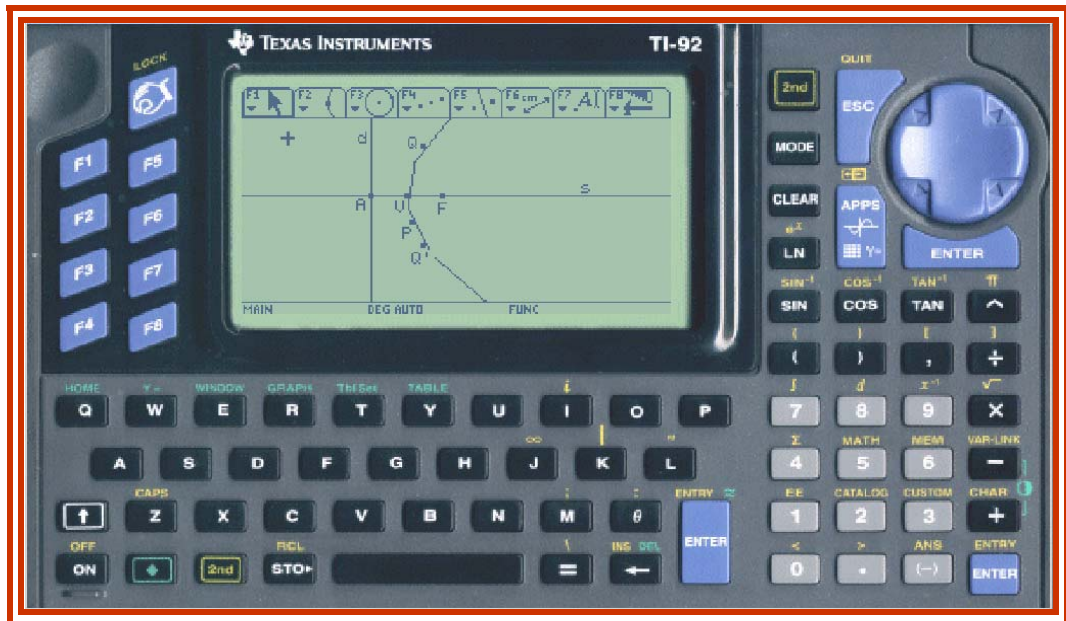 TEXAS INSTRUMENTS TI-92
F1 F2 F3 F4 F5 F6 cm F7 A F8
d Q
s
A V F
P
Q'
MAIN DEG AUTO FUNC
LOCK
F1 F5
F2 F6
F3 F7
F4 F8
QUIT
2nd ESC
MODE
CLEAR APPS
Y=
eˣ
LN ENTER
SIN⁻¹ COS⁻¹ TAN⁻¹ π
SIN COS TAN ^
{ } [ ]
( ) , ÷
∫ d x⁻¹ √
7 8 9 ×
Σ MATH MEM VAR-LINK
4 5 6 −
EE CATALOG CUSTOM CHAR
1 2 3 +
< > ANS ENTRY
0 . (−) ENTER
HOME Y= WINDOW GRAPH TblSet TABLE i
Q W E R T Y U I O P
∞ | "
A S D F G H J K L
CAPS ; : ENTRY ≈
↑ Z X C V B N M θ ENTER
OFF RCL \ INS DEL
ON ◆ 2nd STO▸ = ←